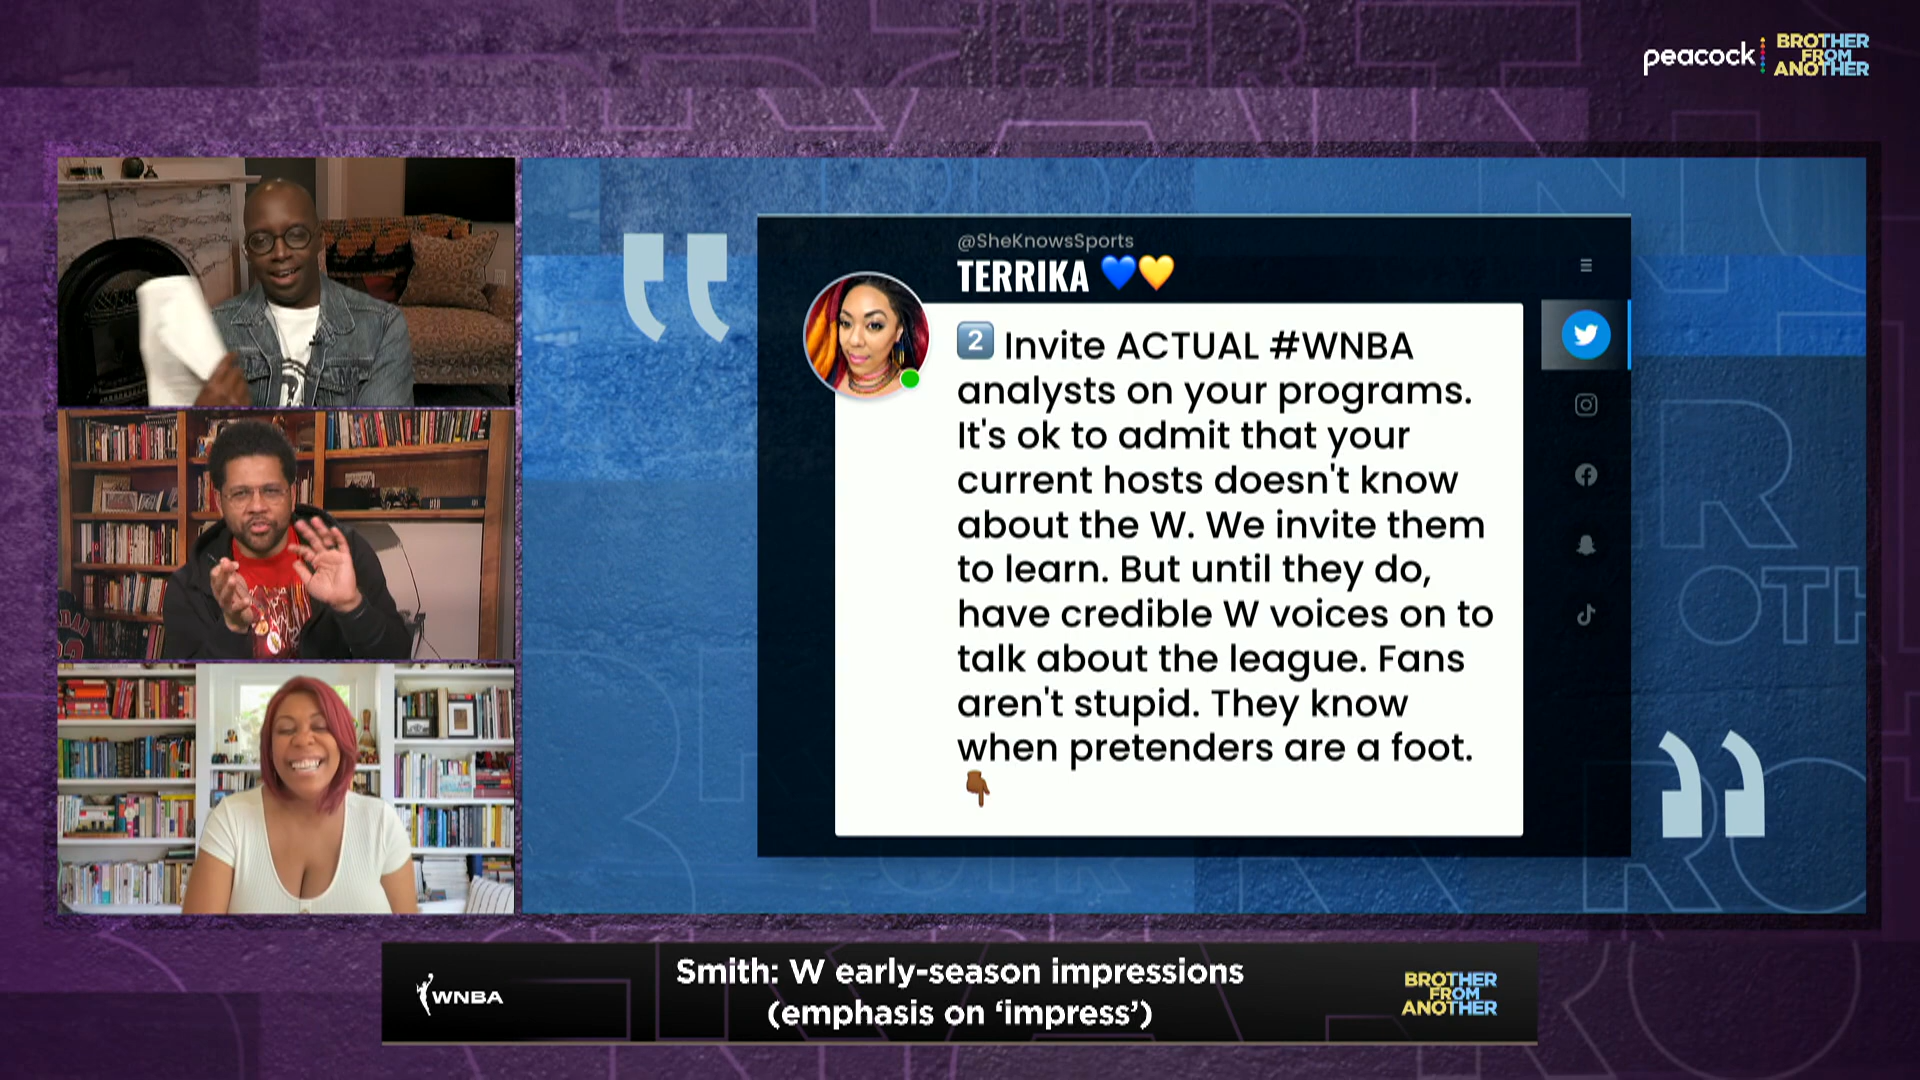 peacock
BROTHER
FROM
ANOTHER
@SheKnowsSports
TERRIKA 💙💛
2️⃣ Invite ACTUAL #WNBA
analysts on your programs.
It's ok to admit that your
current hosts doesn't know
about the W. We invite them
to learn. But until they do,
have credible W voices on to
talk about the league. Fans
aren't stupid. They know
when pretenders are a foot.
👇🏾
WNBA
Smith: W early-season impressions
(emphasis on ‘impress’)
BROTHER
FROM
ANOTHER